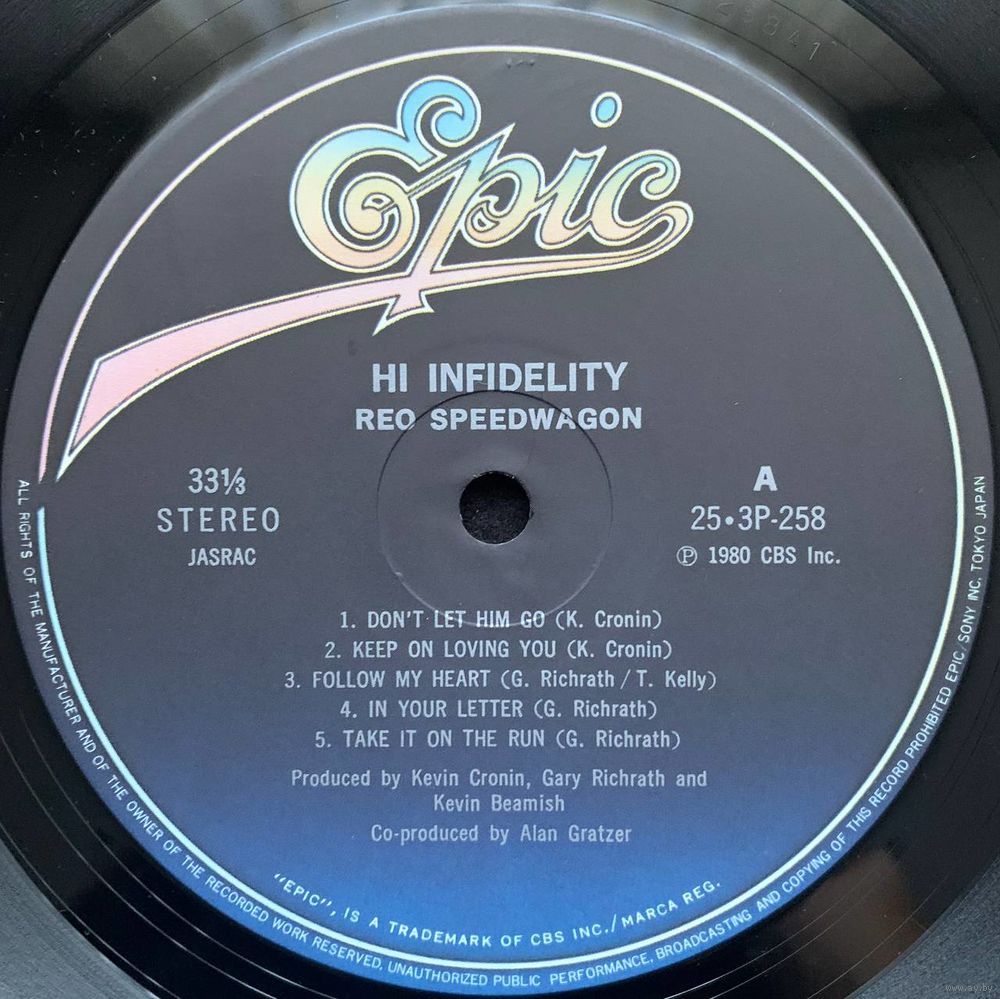 Epic
HI INFIDELITY
REO SPEEDWAGON
33⅓
STEREO
JASRAC
A
25•3P-258
Ⓟ 1980 CBS Inc.
1. DON'T LET HIM GO (K. Cronin)
2. KEEP ON LOVING YOU (K. Cronin)
3. FOLLOW MY HEART (G. Richrath / T. Kelly)
4. IN YOUR LETTER (G. Richrath)
5. TAKE IT ON THE RUN (G. Richrath)
Produced by Kevin Cronin, Gary Richrath and
Kevin Beamish
Co-produced by Alan Gratzer
"EPIC", IS A TRADEMARK OF CBS INC./MARCA REG.
ALL RIGHTS OF THE MANUFACTURER AND OF THE OWNER OF THE RECORDED WORK RESERVED, UNAUTHORIZED PUBLIC PERFORMANCE, BROADCASTING AND COPYING OF THIS RECORD PROHIBITED EPIC/SONY INC. TOKYO JAPAN
www.ay.by